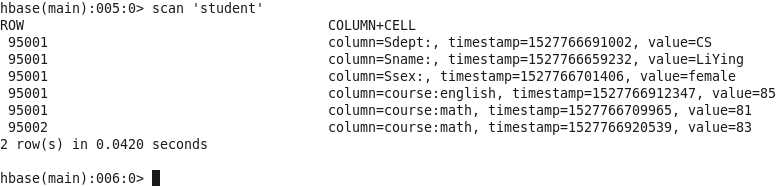 hbase(main):005:0> scan 'student'
ROW COLUMN+CELL
95001 column=Sdept:, timestamp=1527766691002, value=CS
95001 column=Sname:, timestamp=1527766659232, value=LiYing
95001 column=Ssex:, timestamp=1527766701406, value=female
95001 column=course:english, timestamp=1527766912347, value=85
95001 column=course:math, timestamp=1527766709965, value=81
95002 column=course:math, timestamp=1527766920539, value=83
2 row(s) in 0.0420 seconds
hbase(main):006:0>